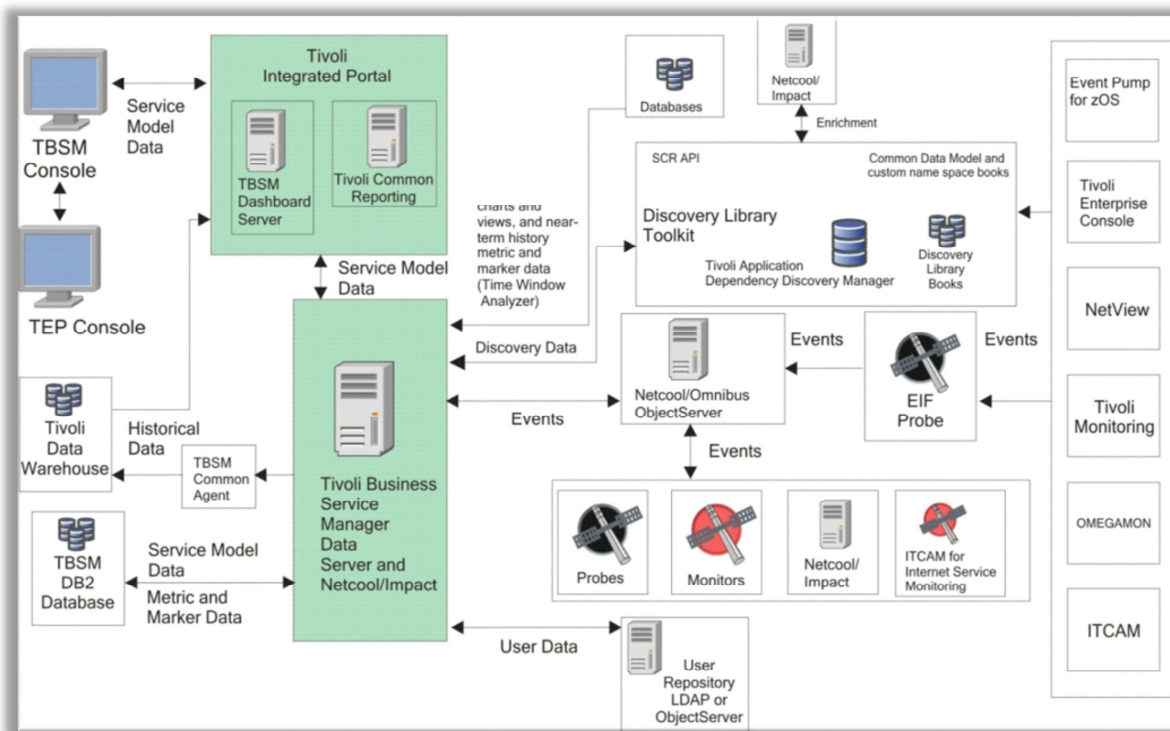 TBSM
Console
Service
Model
Data
TEP Console
Tivoli
Integrated Portal
TBSM
Dashboard
Server
Tivoli Common
Reporting
Service Model
Data
charts and
views, and near-
term history
metric and
marker data
(Time Window
Analyzer)
Databases
Netcool/
Impact
Enrichment
SCR API
Common Data Model and
custom name space books
Discovery Library
Toolkit
Tivoli Application
Dependency Discovery Manager
Discovery
Library
Books
Discovery Data
Events
Netcool/Omnibus
ObjectServer
Events
EIF
Probe
Events
Events
Probes
Monitors
Netcool/
Impact
ITCAM for
Internet Service
Monitoring
Tivoli
Data
Warehouse
Historical
Data
TBSM
Common
Agent
TBSM
DB2
Database
Service Model
Data
Metric and
Marker Data
Tivoli Business
Service
Manager
Data
Server and
Netcool/Impact
User Data
User
Repository
LDAP or
ObjectServer
Event Pump
for zOS
Tivoli
Enterprise
Console
NetView
Tivoli
Monitoring
OMEGAMON
ITCAM